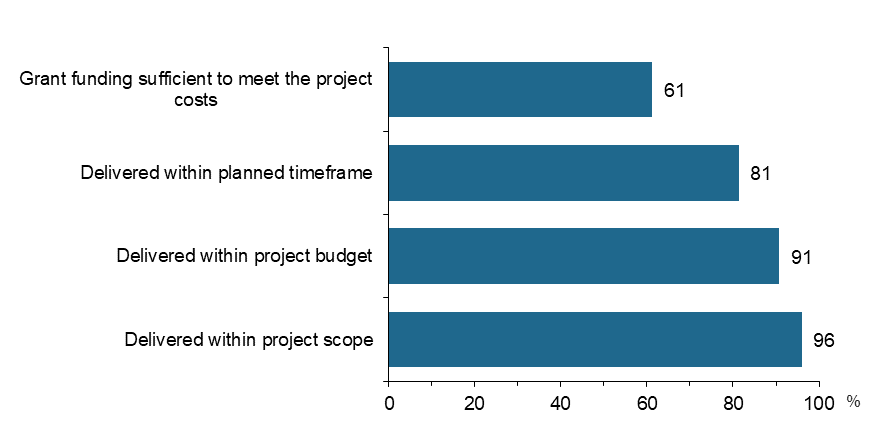 Grant funding sufficient to meet the project
costs
61
Delivered within planned timeframe
81
Delivered within project budget
91
Delivered within project scope
96
0 20 40 60 80 100 %